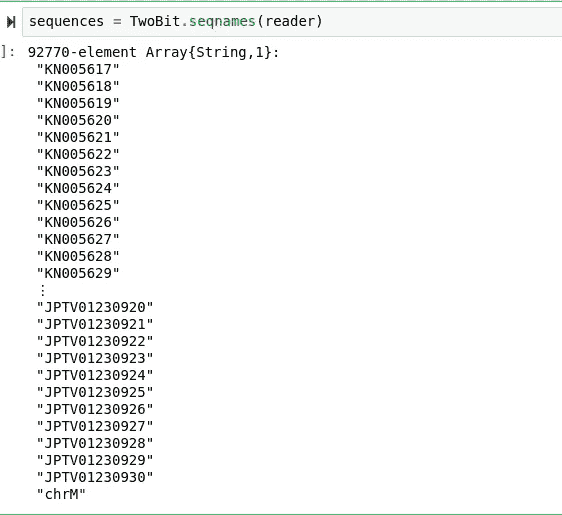 sequences = TwoBit.seqnames(reader)
]: 92770-element Array{String,1}:
"KN005617"
"KN005618"
"KN005619"
"KN005620"
"KN005621"
"KN005622"
"KN005623"
"KN005624"
"KN005625"
"KN005626"
"KN005627"
"KN005628"
"KN005629"
⋮
"JPTV01230920"
"JPTV01230921"
"JPTV01230922"
"JPTV01230923"
"JPTV01230924"
"JPTV01230925"
"JPTV01230926"
"JPTV01230927"
"JPTV01230928"
"JPTV01230929"
"JPTV01230930"
"chrM"